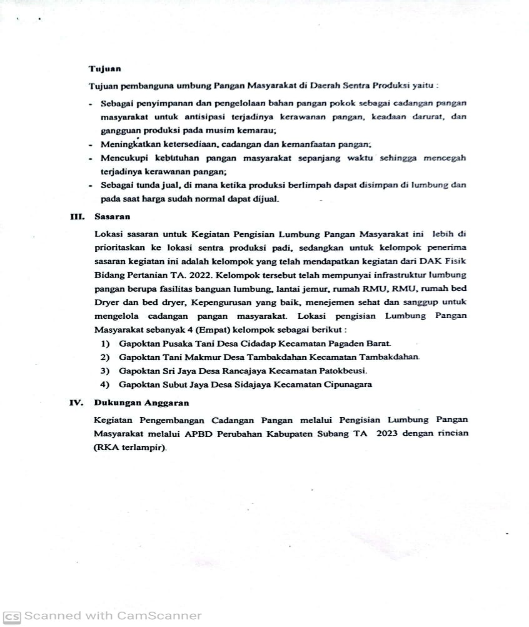 Tujuan
Tujuan pembanguna umbung Pangan Masyarakat di Daerah Sentra Produksi yaitu :
- Sebagai penyimpanan dan pengelolaan bahan pangan pokok sebagai cadangan pangan
masyarakat untuk antisipasi terjadinya kerawanan pangan, keadaan darurat, dan
gangguan produksi pada musim kemarau;
- Meningkatkan ketersediaan, cadangan dan kemanfaatan pangan;
- Mencukupi kebutuhan pangan masyarakat sepanjang waktu sehingga mencegah
terjadinya kerawanan pangan;
- Sebagai tunda jual, di mana ketika produksi berlimpah dapat disimpan di lumbung dan
pada saat harga sudah normal dapat dijual.
III. Sasaran
Lokasi sasaran untuk Kegiatan Pengisian Lumbung Pangan Masyarakat ini lebih di
prioritaskan ke lokasi sentra produksi padi, sedangkan untuk kelompok penerima
sasaran kegiatan ini adalah kelompok yang telah mendapatkan kegiatan dari DAK Fisik
Bidang Pertanian TA. 2022. Kelompok tersebut telah mempunyai infrastruktur lumbung
pangan berupa fasilitas banguan lumbung, lantai jemur, rumah RMU, RMU, rumah bed
Dryer dan bed dryer, Kepengurusan yang baik, menejemen sehat dan sanggup untuk
mengelola cadangan pangan masyarakat. Lokasi pengisian Lumbung Pangan
Masyarakat sebanyak 4 (Empat) kelompok sebagai berikut :
1) Gapoktan Pusaka Tani Desa Cidadap Kecamatan Pagaden Barat.
2) Gapoktan Tani Makmur Desa Tambakdahan Kecamatan Tambakdahan.
3) Gapoktan Sri Jaya Desa Rancajaya Kecamatan Patokbeusi.
4) Gapoktan Subut Jaya Desa Sidajaya Kecamatan Cipunagara
IV. Dukungan Anggaran
Kegiatan Pengembangan Cadangan Pangan melalui Pengisian Lumbung Pangan
Masyarakat melalui APBD Perubahan Kabupaten Subang TA 2023 dengan rincian
(RKA terlampir).
CS Scanned with CamScanner